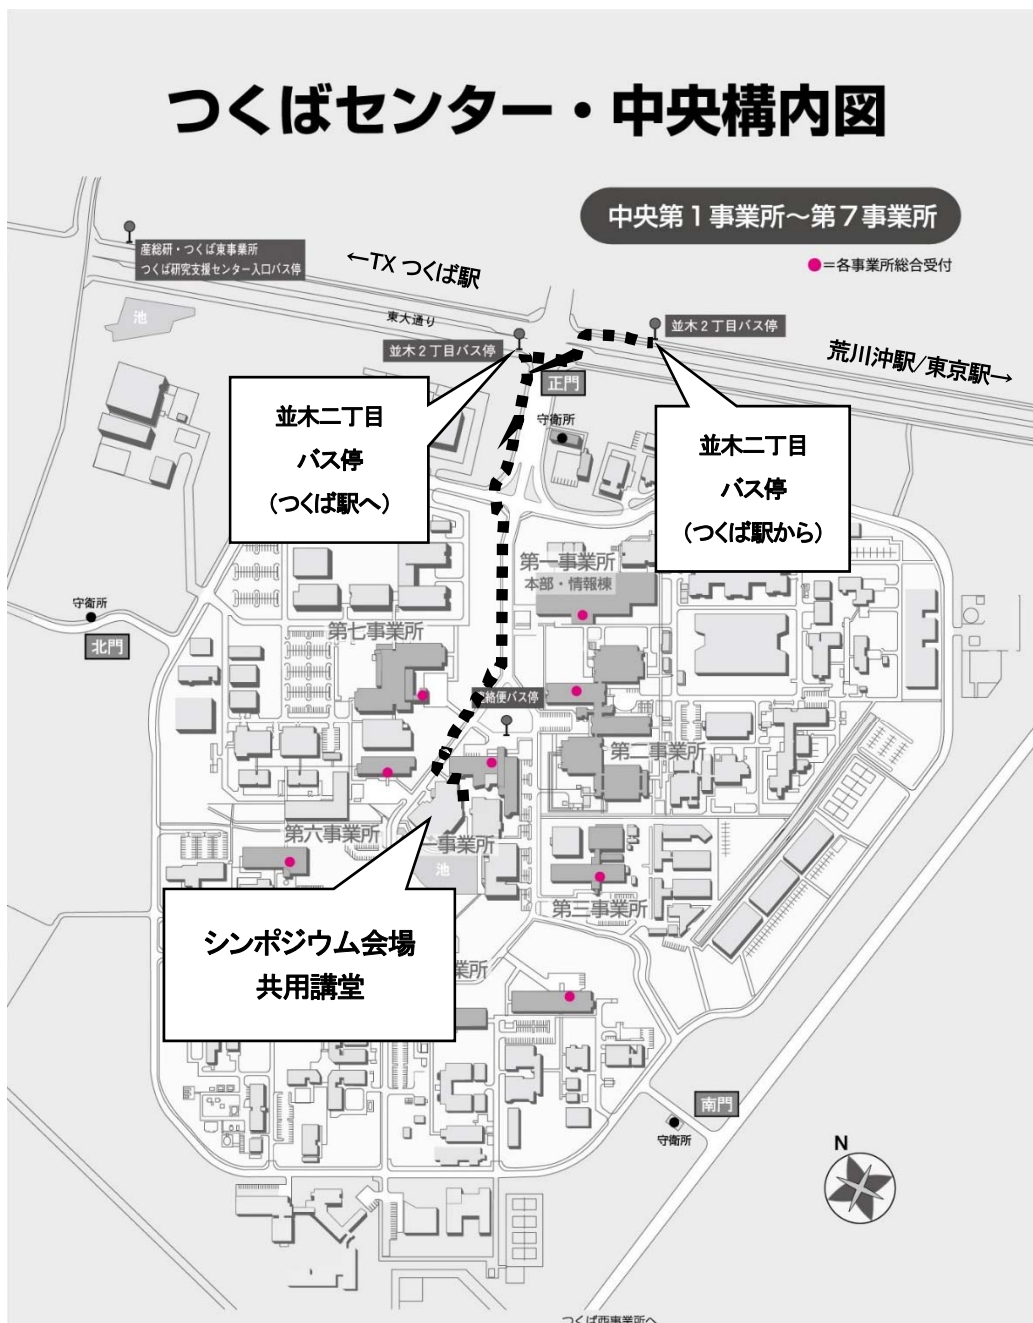 つくばセンター・中央構内図
中央第1事業所～第7事業所
●=各事業所総合受付
産総研・つくば東事業所
つくば研究支援センター入口バス停
←TX つくば駅
池
東大通り
並木2丁目バス停
並木2丁目バス停
荒川沖駅/東京駅→
正門
守衛所
並木二丁目
バス停
（つくば駅へ）
並木二丁目
バス停
（つくば駅から）
第一事業所
本部・情報棟
守衛所
北門
第七事業所
絡便バス停
第二事業所
第六事業所
事業所
池
第三事業所
シンポジウム会場
共用講堂
業所
南門
守衛所
N
つくば西事業所へ